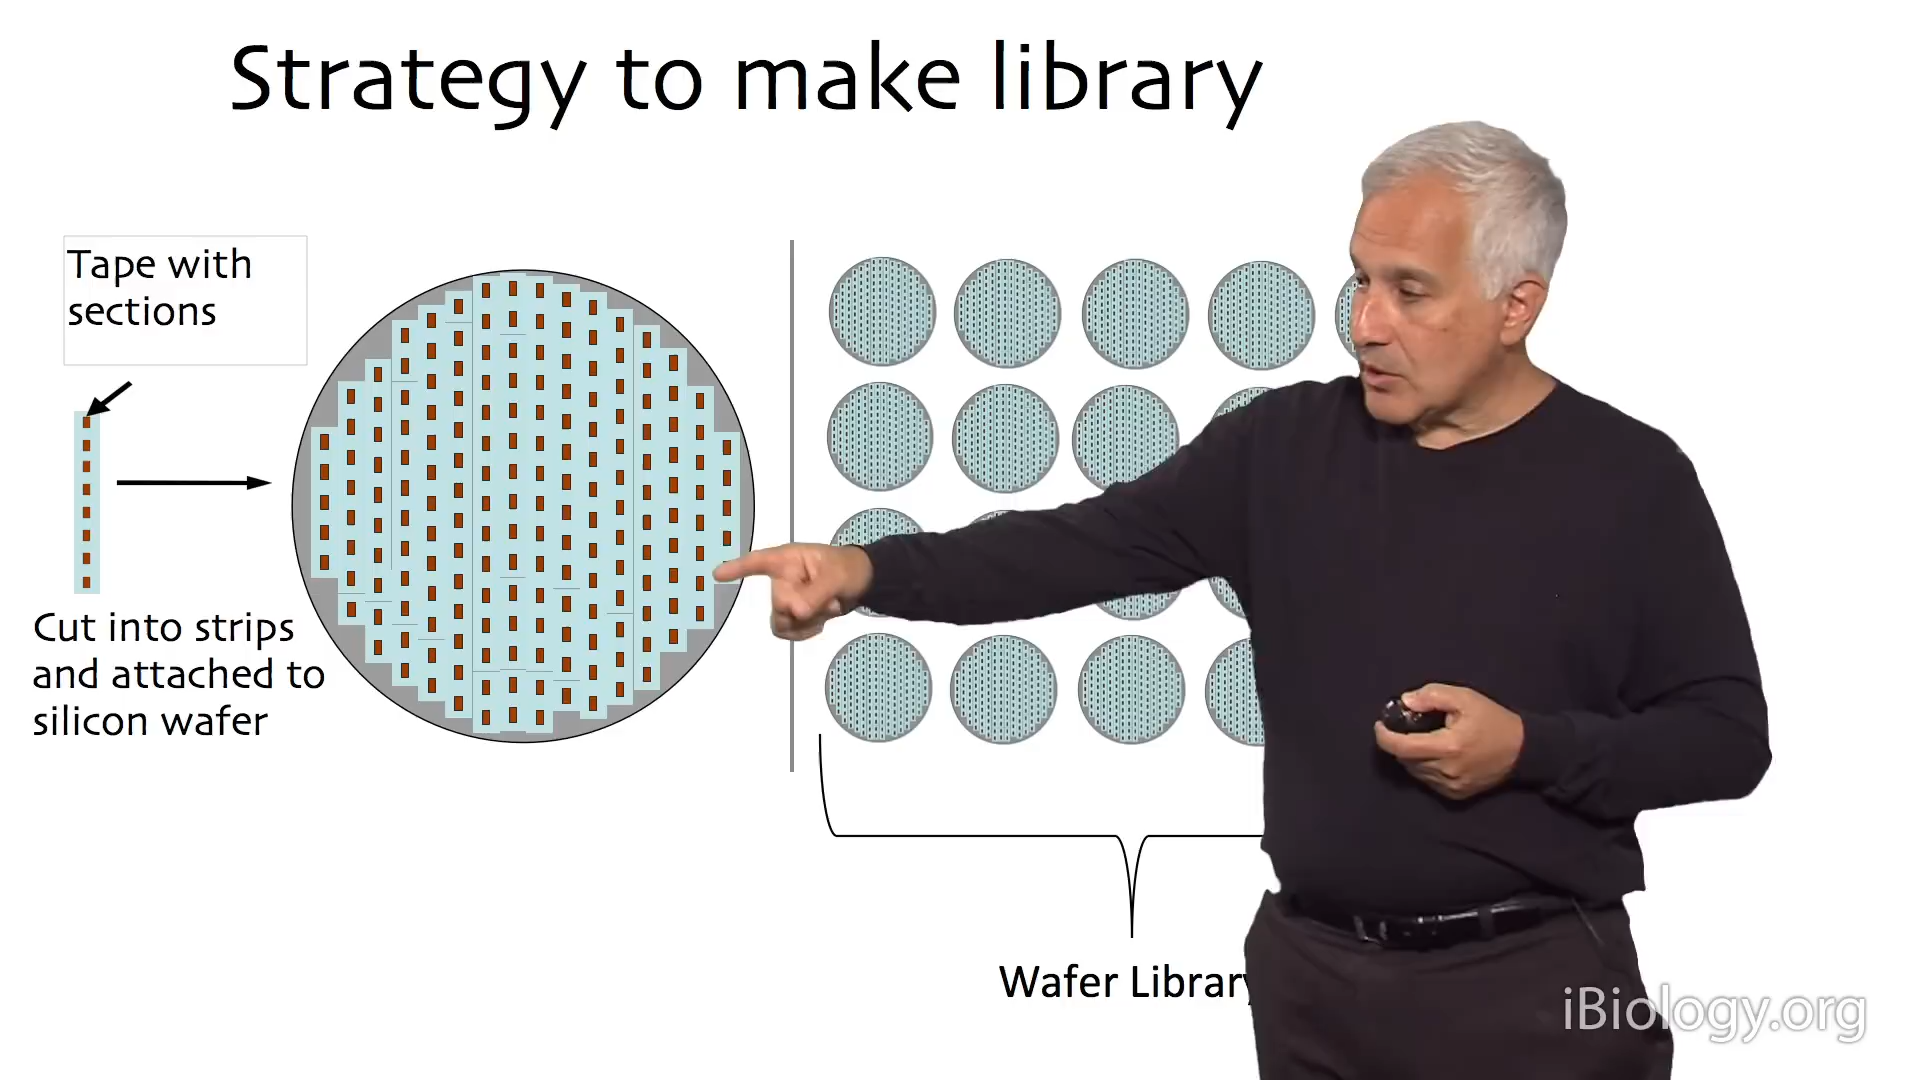 Strategy to make library
Tape with
sections
Cut into strips
and attached to
silicon wafer
Wafer Library
iBiology.org